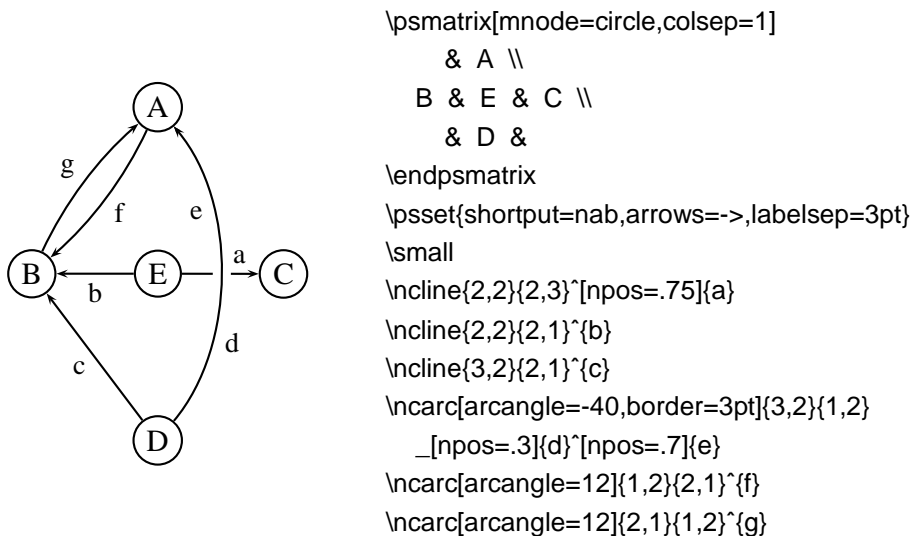 A
g
f
e
B
E
a
C
b
d
c
D
\psmatrix[mnode=circle,colsep=1]
& A \\
B & E & C \\
& D &
\endpsmatrix
\psset{shortput=nab,arrows=->,labelsep=3pt}
\small
\ncline{2,2}{2,3}^[npos=.75]{a}
\ncline{2,2}{2,1}^{b}
\ncline{3,2}{2,1}^{c}
\ncarc[arcangle=-40,border=3pt]{3,2}{1,2}
_[npos=.3]{d}^[npos=.7]{e}
\ncarc[arcangle=12]{1,2}{2,1}^{f}
\ncarc[arcangle=12]{2,1}{1,2}^{g}